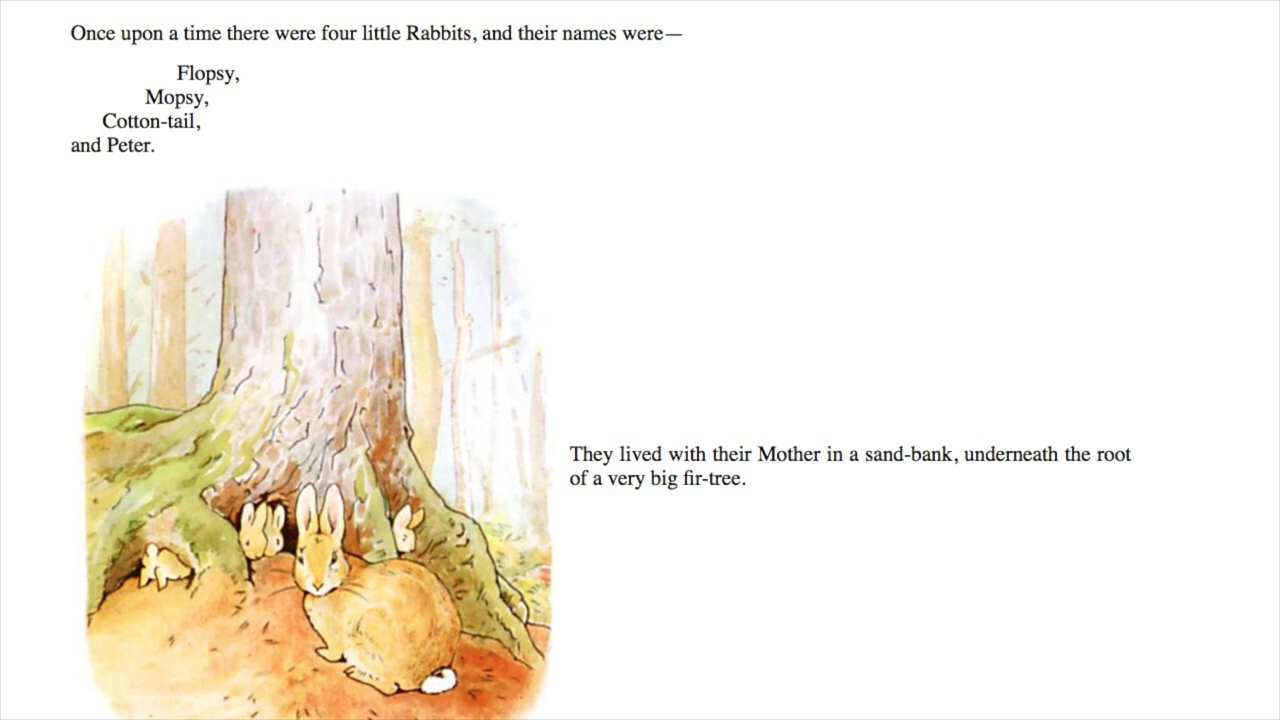 Once upon a time there were four little Rabbits, and their names were—
Flopsy,
Mopsy,
Cotton-tail,
and Peter.
They lived with their Mother in a sand-bank, underneath the root
of a very big fir-tree.